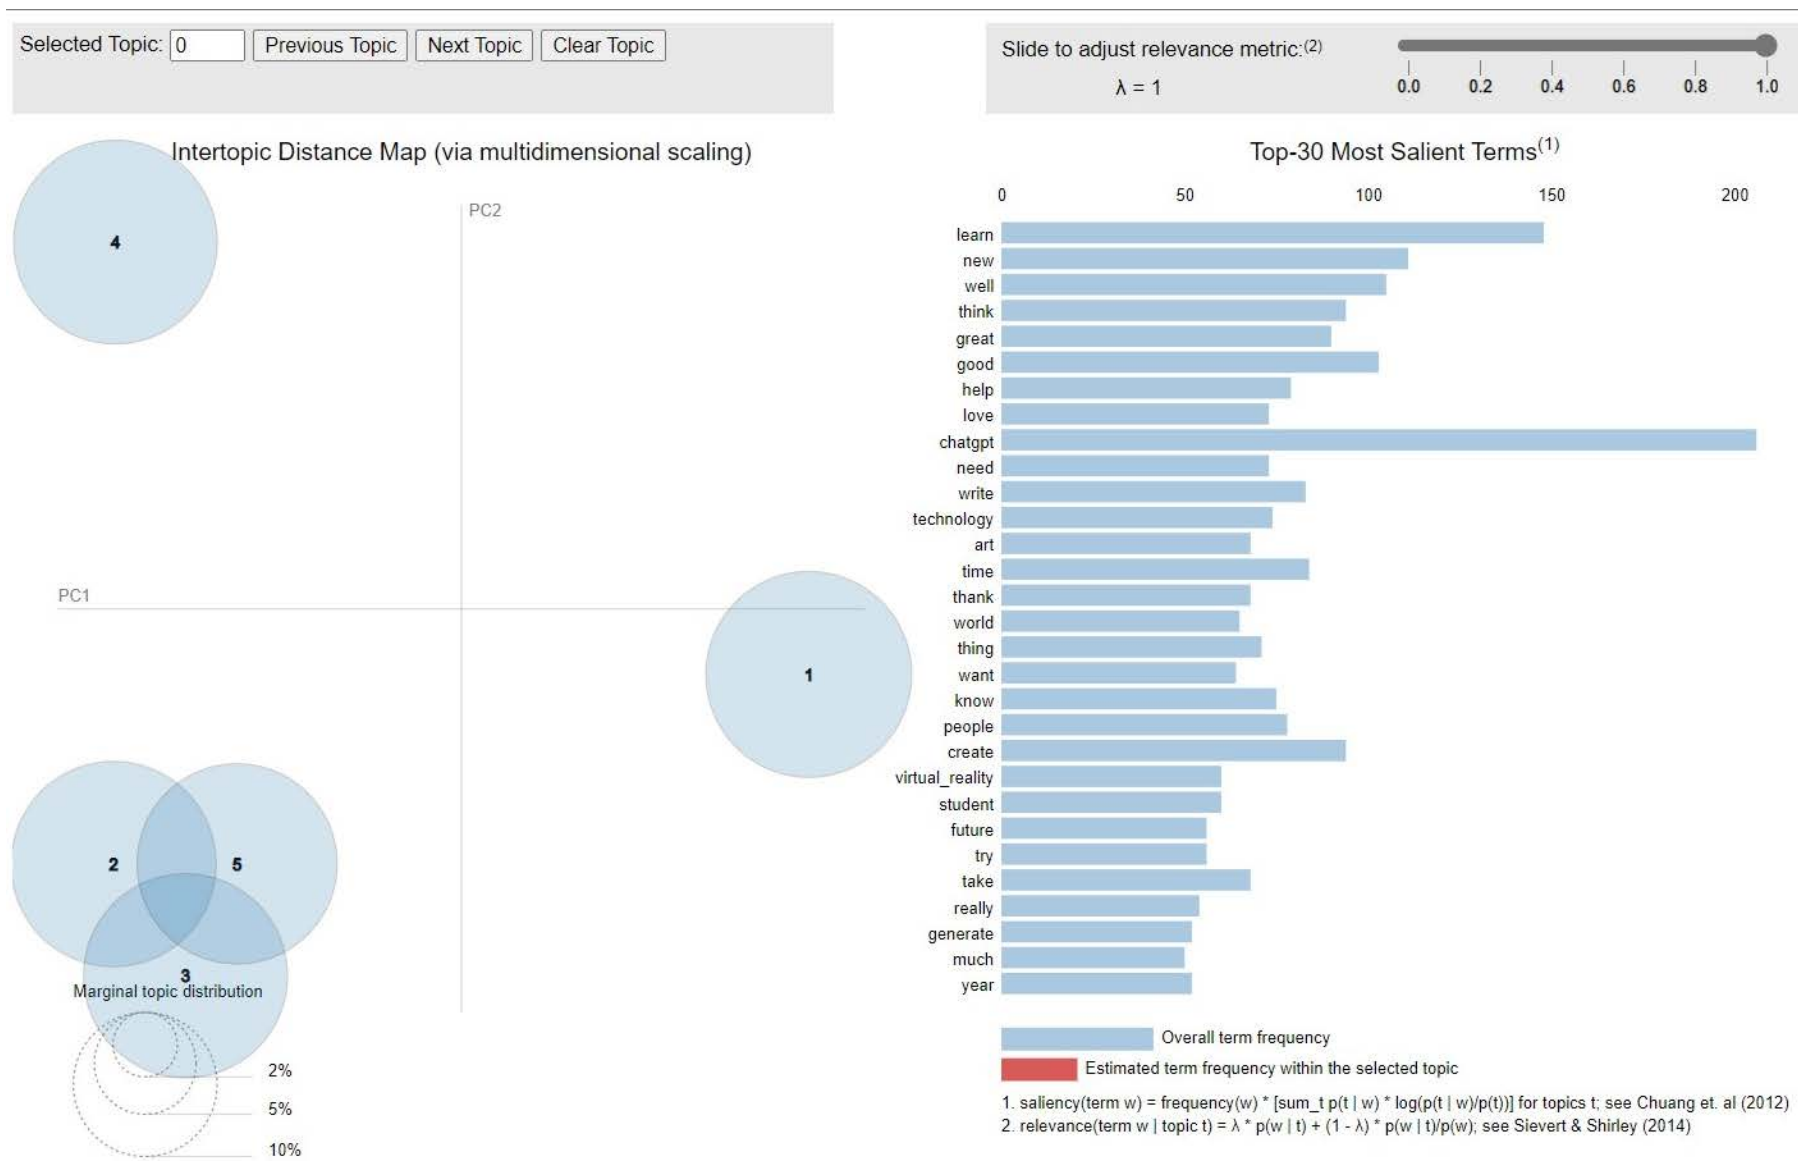 Selected Topic: 0 Previous Topic Next Topic Clear Topic
Slide to adjust relevance metric:(2)
λ = 1
0.0 0.2 0.4 0.6 0.8 1.0
Intertopic Distance Map (via multidimensional scaling)
PC2
PC1
4
1
2
5
3
Marginal topic distribution
2%
5%
10%
Top-30 Most Salient Terms(1)
0 50 100 150 200
learn
new
well
think
great
good
help
love
chatgpt
need
write
technology
art
time
thank
world
thing
want
know
people
create
virtual_reality
student
future
try
take
really
generate
much
year
Overall term frequency
Estimated term frequency within the selected topic
1. saliency(term w) = frequency(w) * [sum_t p(t | w) * log(p(t | w)/p(t))] for topics t; see Chuang et. al (2012)
2. relevance(term w | topic t) = λ * p(w | t) + (1 - λ) * p(w | t)/p(w); see Sievert & Shirley (2014)